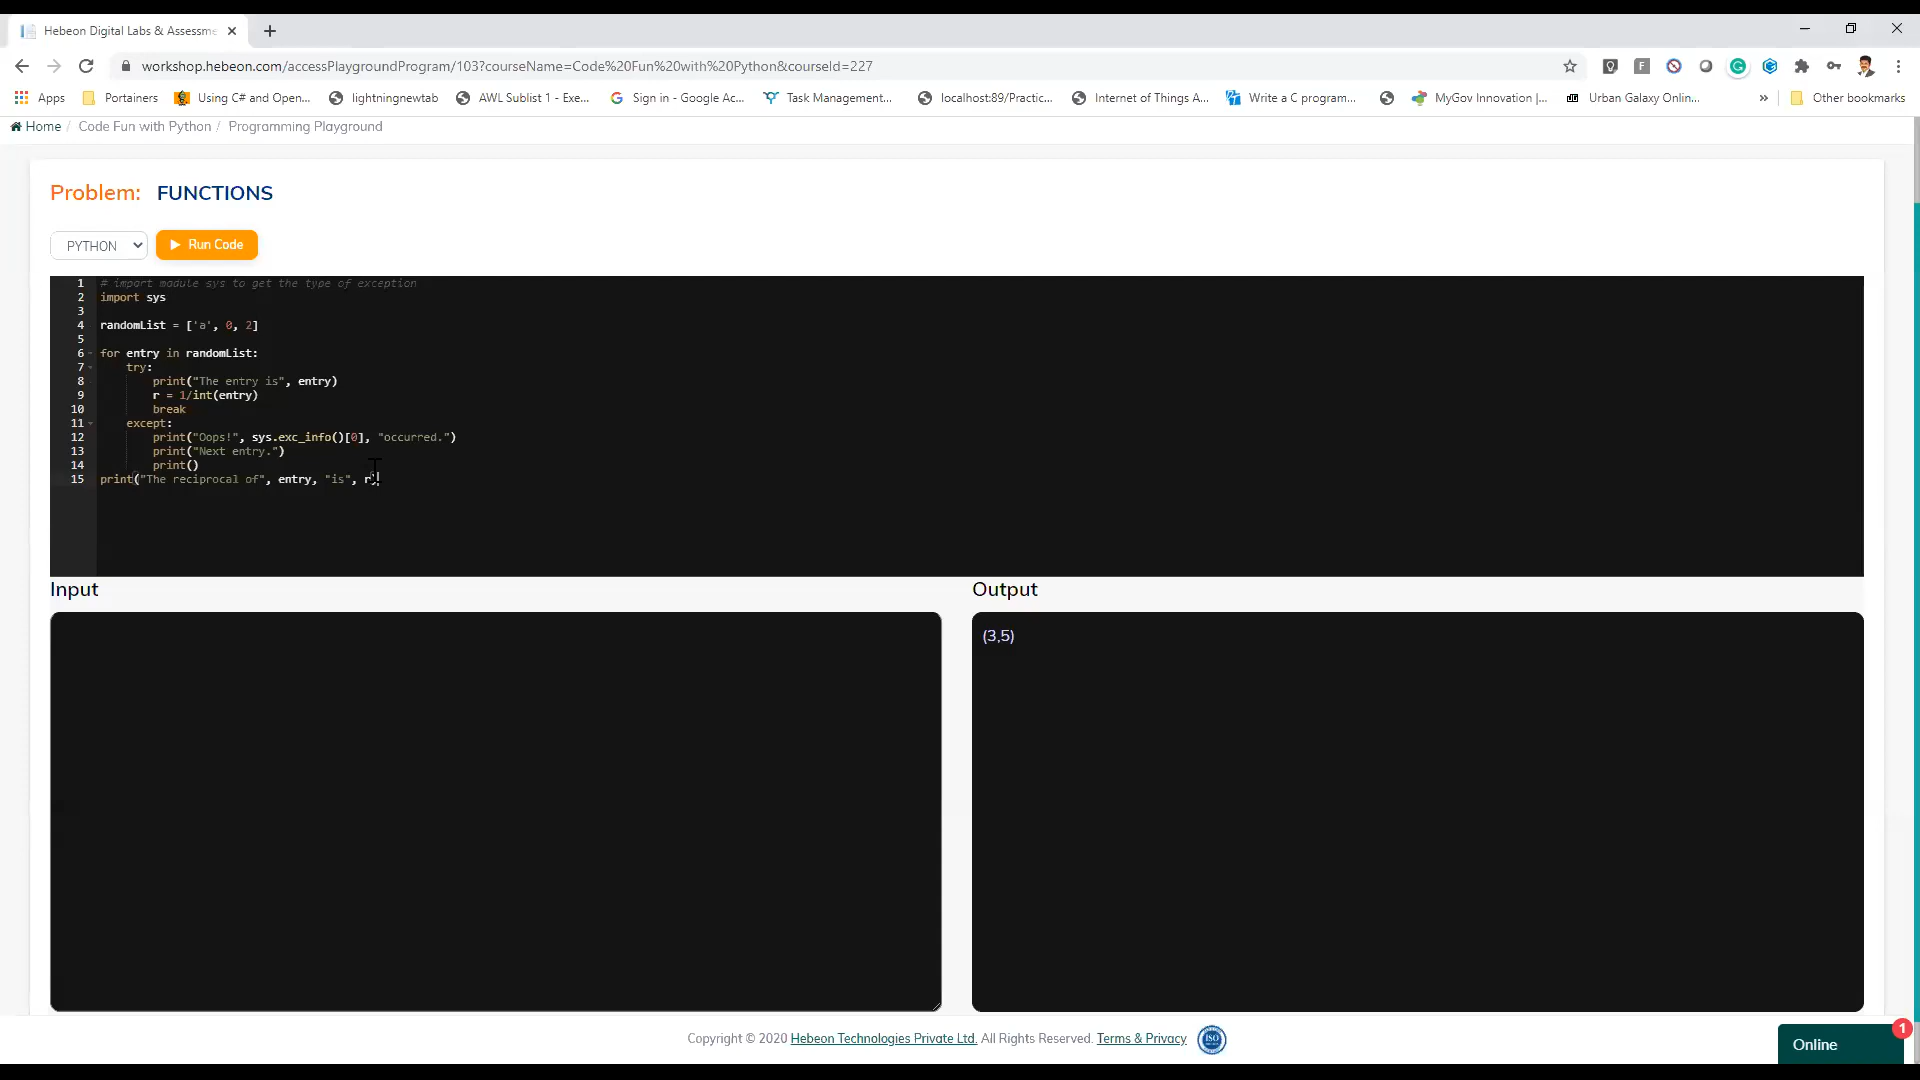 Hebeon Digital Labs & Assessme
workshop.hebeon.com/accessPlaygroundProgram/103?courseName=Code%20Fun%20with%20Python&courseId=227
Apps Portainers Using C# and Open... lightningnewtab AWL Sublist 1 - Exe... Sign in - Google Ac... Task Management... localhost:89/Practic... Internet of Things A... Write a C program... MyGov Innovation |... Urban Galaxy Onlin... » Other bookmarks
Home / Code Fun with Python / Programming Playground
Problem: FUNCTIONS
PYTHON Run Code
1 # import module sys to get the type of exception
2 import sys
3
4 randomList = ['a', 0, 2]
5
6 for entry in randomList:
7 try:
8 print("The entry is", entry)
9 r = 1/int(entry)
10 break
11 except:
12 print("Oops!", sys.exc_info()[0], "occurred.")
13 print("Next entry.")
14 print()
15 print("The reciprocal of", entry, "is", r)
Input
Output
(3,5)
Copyright © 2020 Hebeon Technologies Private Ltd. All Rights Reserved. Terms & Privacy
ISO
Online
1